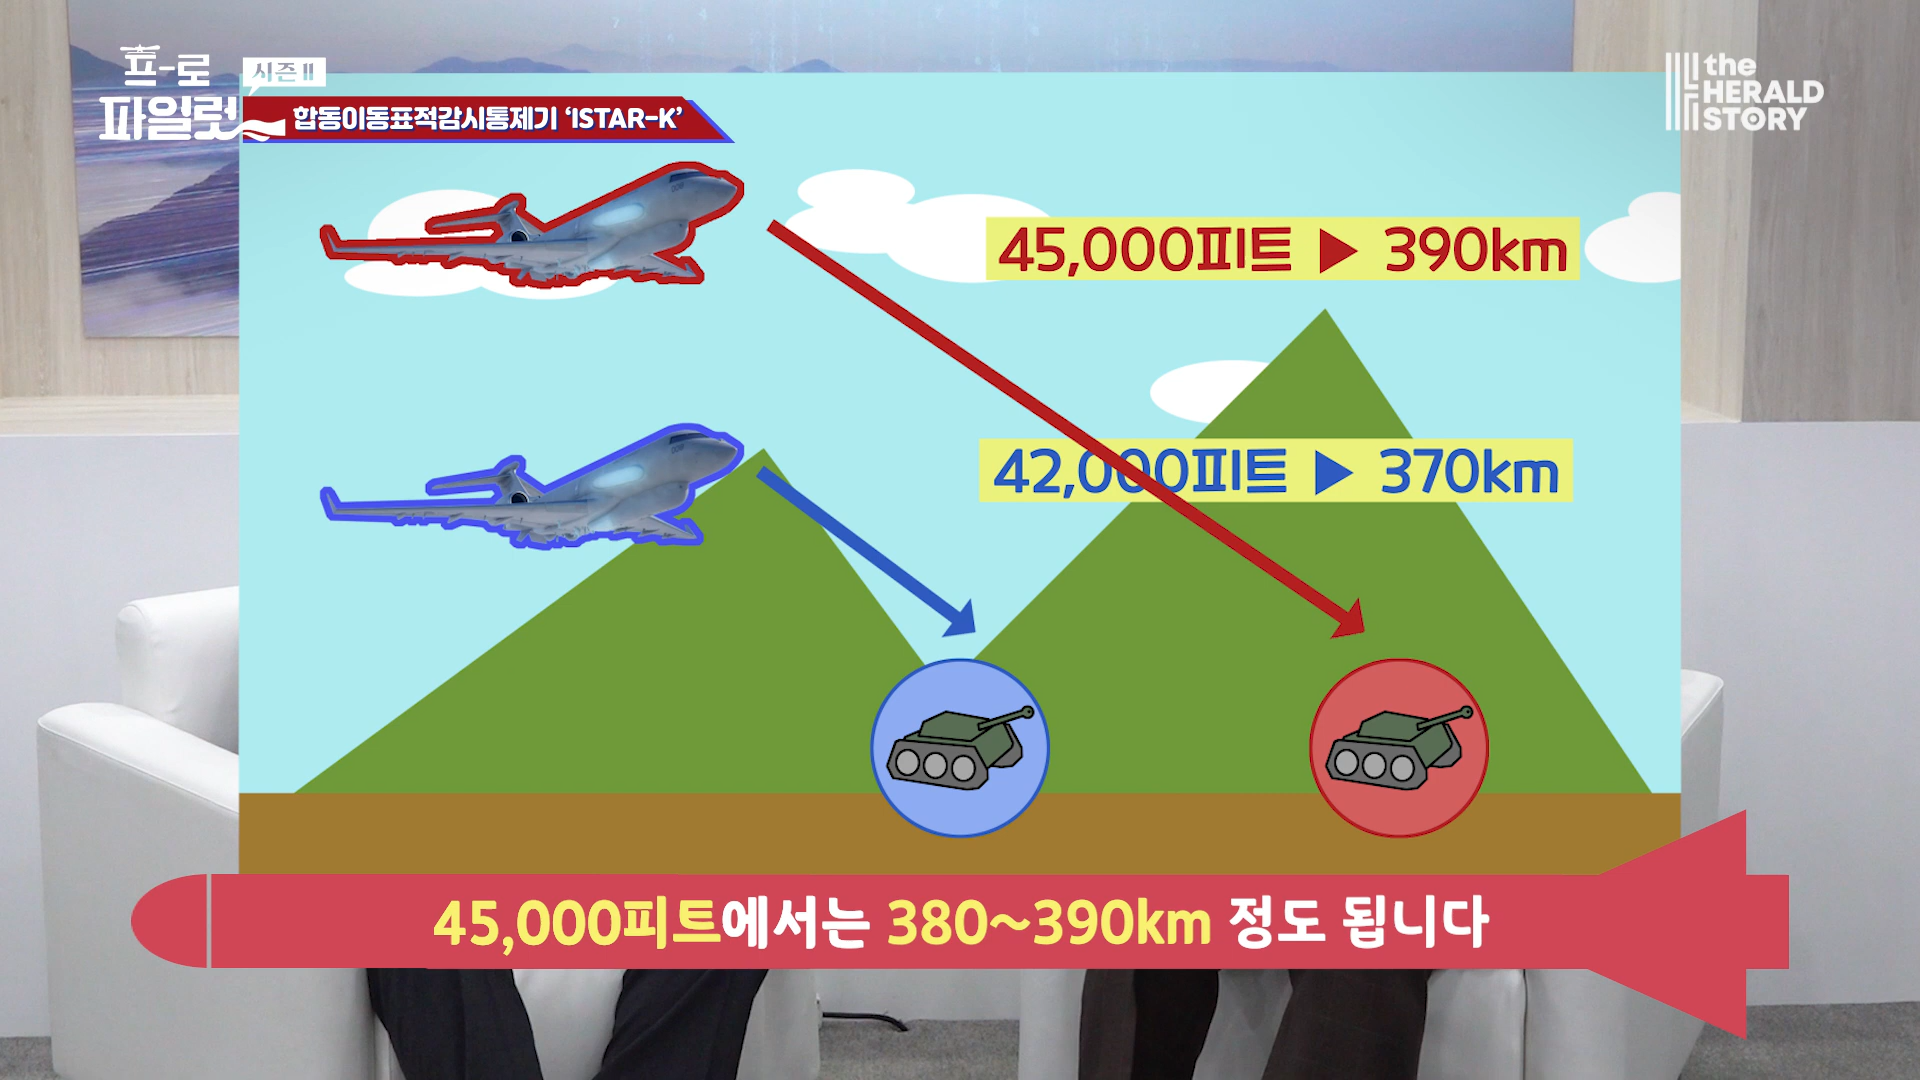 프-로
파일럿
시즌 II
합동이동표적감시통제기 ‘ISTAR-K’
the
HERALD
STORY
45,000피트 ▶ 390km
42,000피트 ▶ 370km
45,000피트에서는 380~390km 정도 됩니다